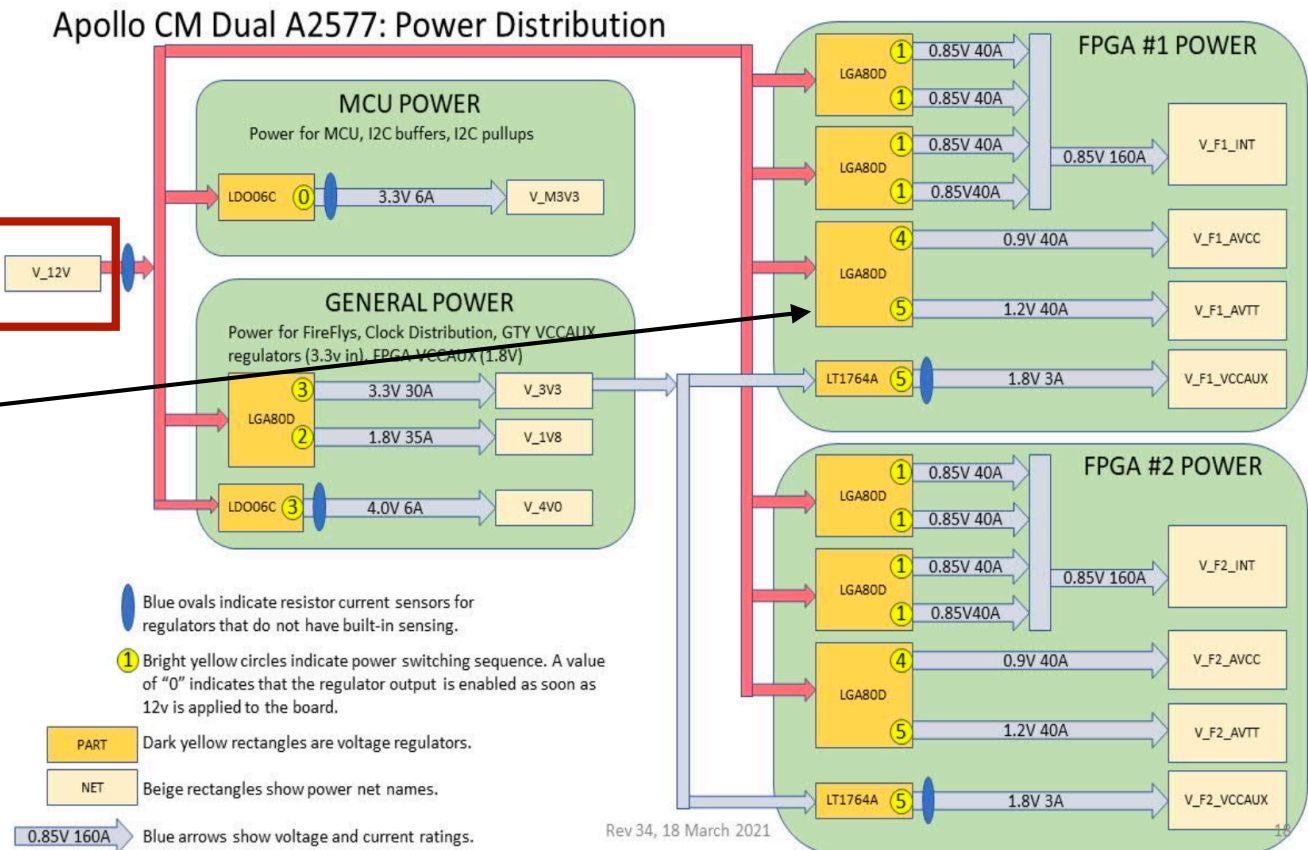 Apollo CM Dual A2577: Power Distribution
MCU POWER
Power for MCU, I2C buffers, I2C pullups
LDO06C
0
3.3V 6A
V_M3V3
V_12V
GENERAL POWER
Power for FireFlys, Clock Distribution, GTY VCCAUX
regulators (3.3v in), FPGA VCCAUX (1.8V)
LGA80D
3
3.3V 30A
V_3V3
2
1.8V 35A
V_1V8
LDO06C
3
4.0V 6A
V_4V0
FPGA #1 POWER
LGA80D
1
0.85V 40A
1
0.85V 40A
LGA80D
1
0.85V 40A
1
0.85V40A
0.85V 160A
V_F1_INT
LGA80D
4
0.9V 40A
V_F1_AVCC
5
1.2V 40A
V_F1_AVTT
LT1764A
5
1.8V 3A
V_F1_VCCAUX
FPGA #2 POWER
LGA80D
1
0.85V 40A
1
0.85V 40A
LGA80D
1
0.85V 40A
1
0.85V40A
0.85V 160A
V_F2_INT
LGA80D
4
0.9V 40A
V_F2_AVCC
5
1.2V 40A
V_F2_AVTT
LT1764A
5
1.8V 3A
V_F2_VCCAUX
Blue ovals indicate resistor current sensors for
regulators that do not have built-in sensing.
1
Bright yellow circles indicate power switching sequence. A value
of “0” indicates that the regulator output is enabled as soon as
12v is applied to the board.
PART
Dark yellow rectangles are voltage regulators.
NET
Beige rectangles show power net names.
0.85V 160A
Blue arrows show voltage and current ratings.
Rev 34, 18 March 2021
18